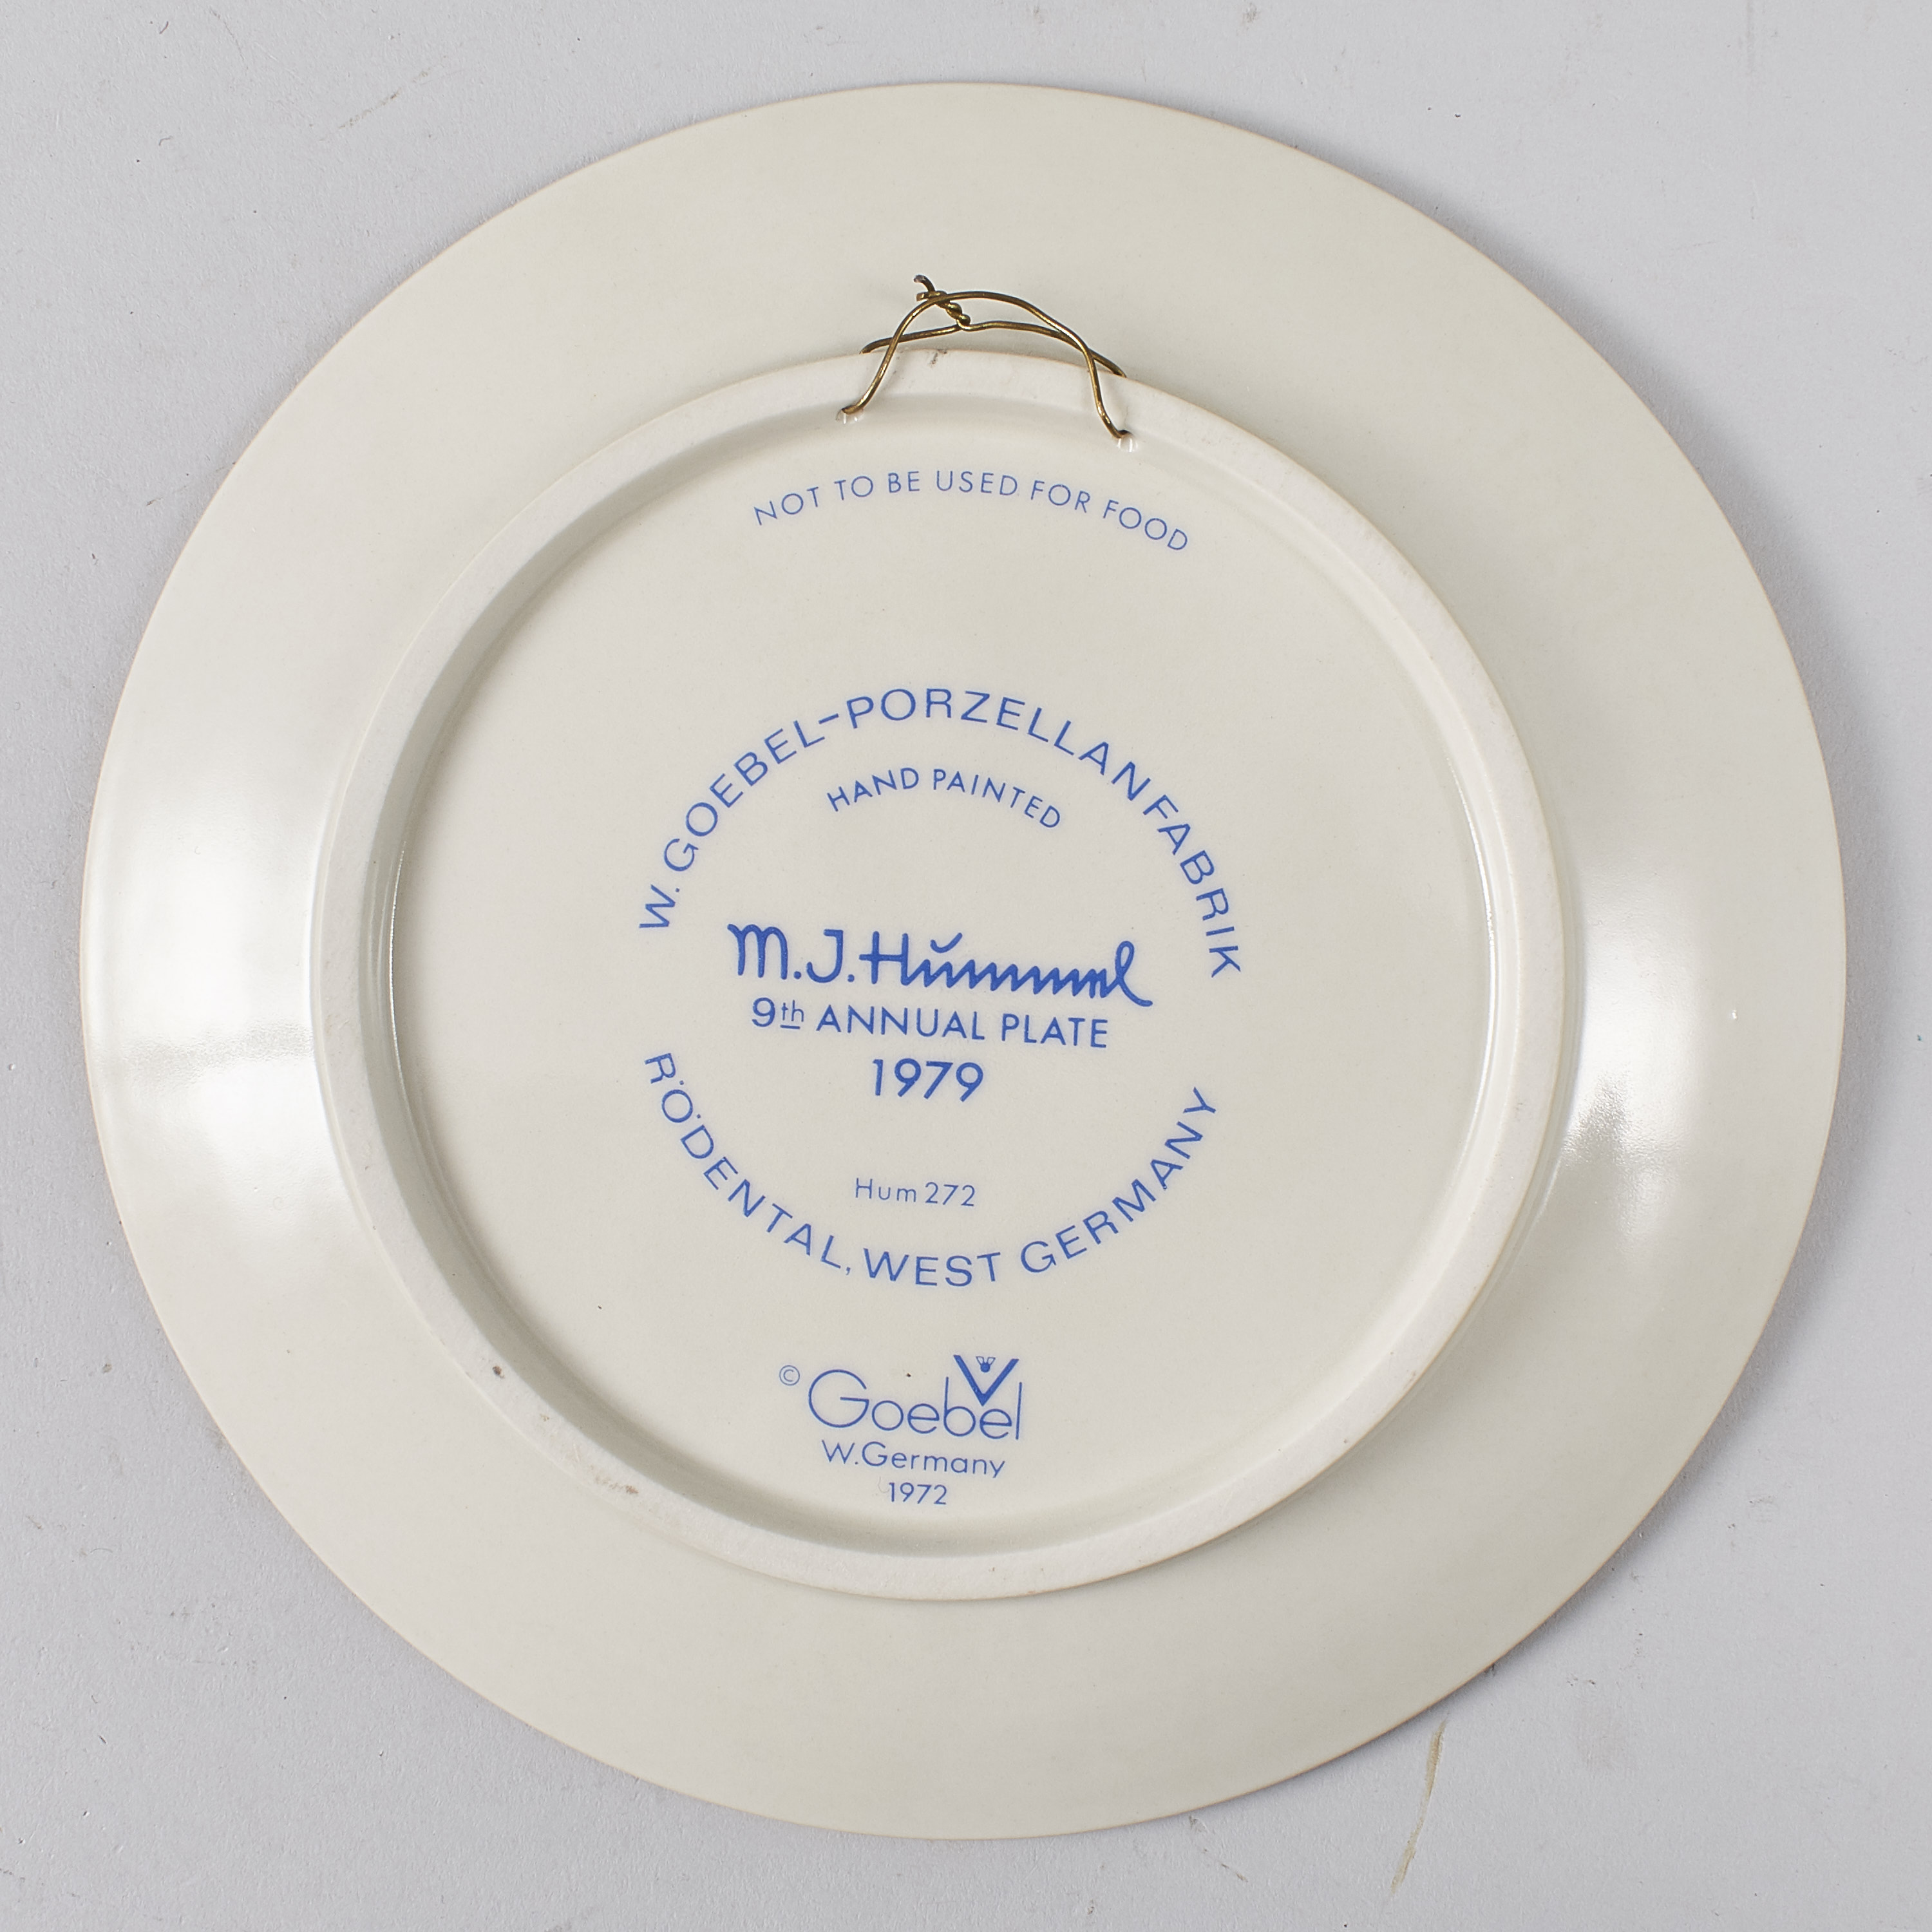 NOT TO BE USED FOR FOOD
W. GOEBEL-PORZELLANFABRIK
HAND PAINTED
M.J. Hummel
9th ANNUAL PLATE
1979
Hum 272
RÖDENTAL, WEST GERMANY
© Goebel
W. Germany
1972